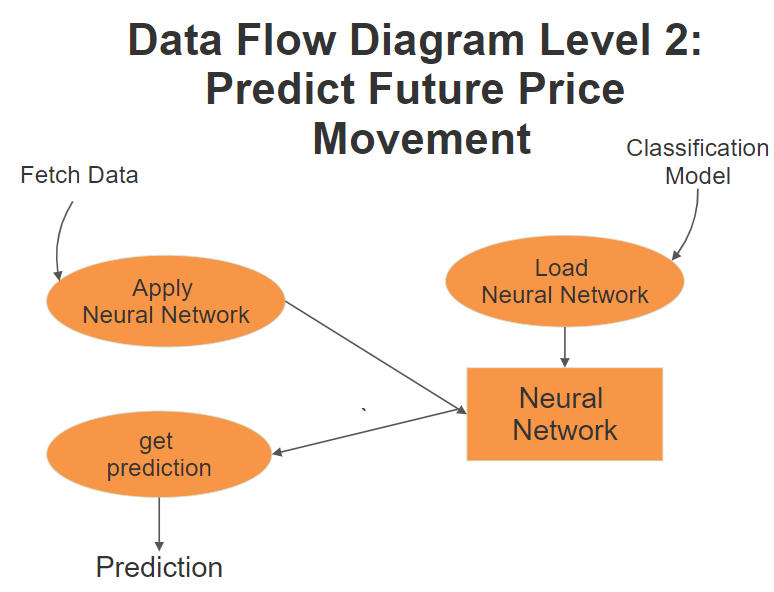 Data Flow Diagram Level 2:
Predict Future Price
Movement
Fetch Data
Classification
Model
Apply
Neural Network
Load
Neural Network
Neural
Network
`
get
prediction
Prediction